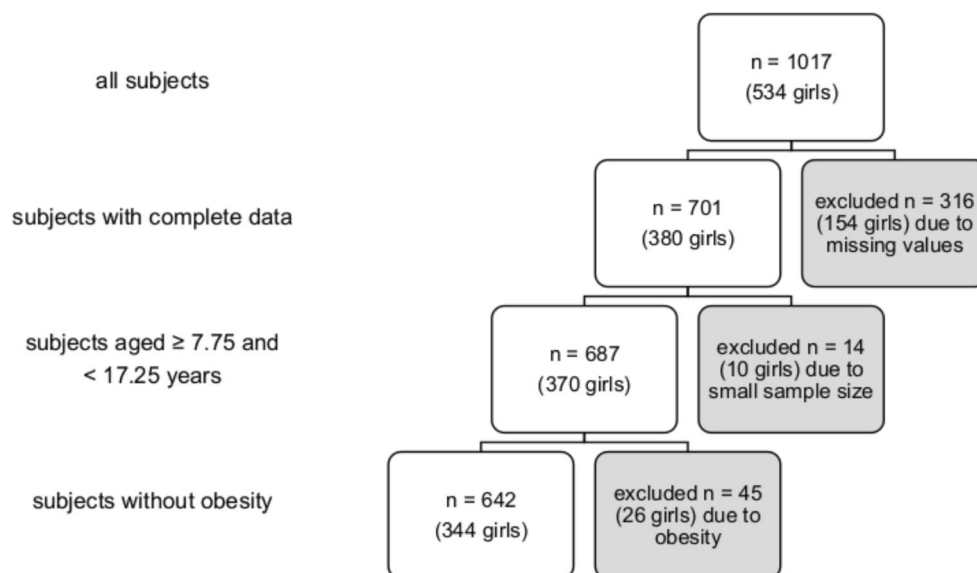 all subjects
n = 1017
(534 girls)
subjects with complete data
n = 701
(380 girls)
excluded n = 316
(154 girls) due to
missing values
subjects aged ≥ 7.75 and
< 17.25 years
n = 687
(370 girls)
excluded n = 14
(10 girls) due to
small sample size
subjects without obesity
n = 642
(344 girls)
excluded n = 45
(26 girls) due to
obesity